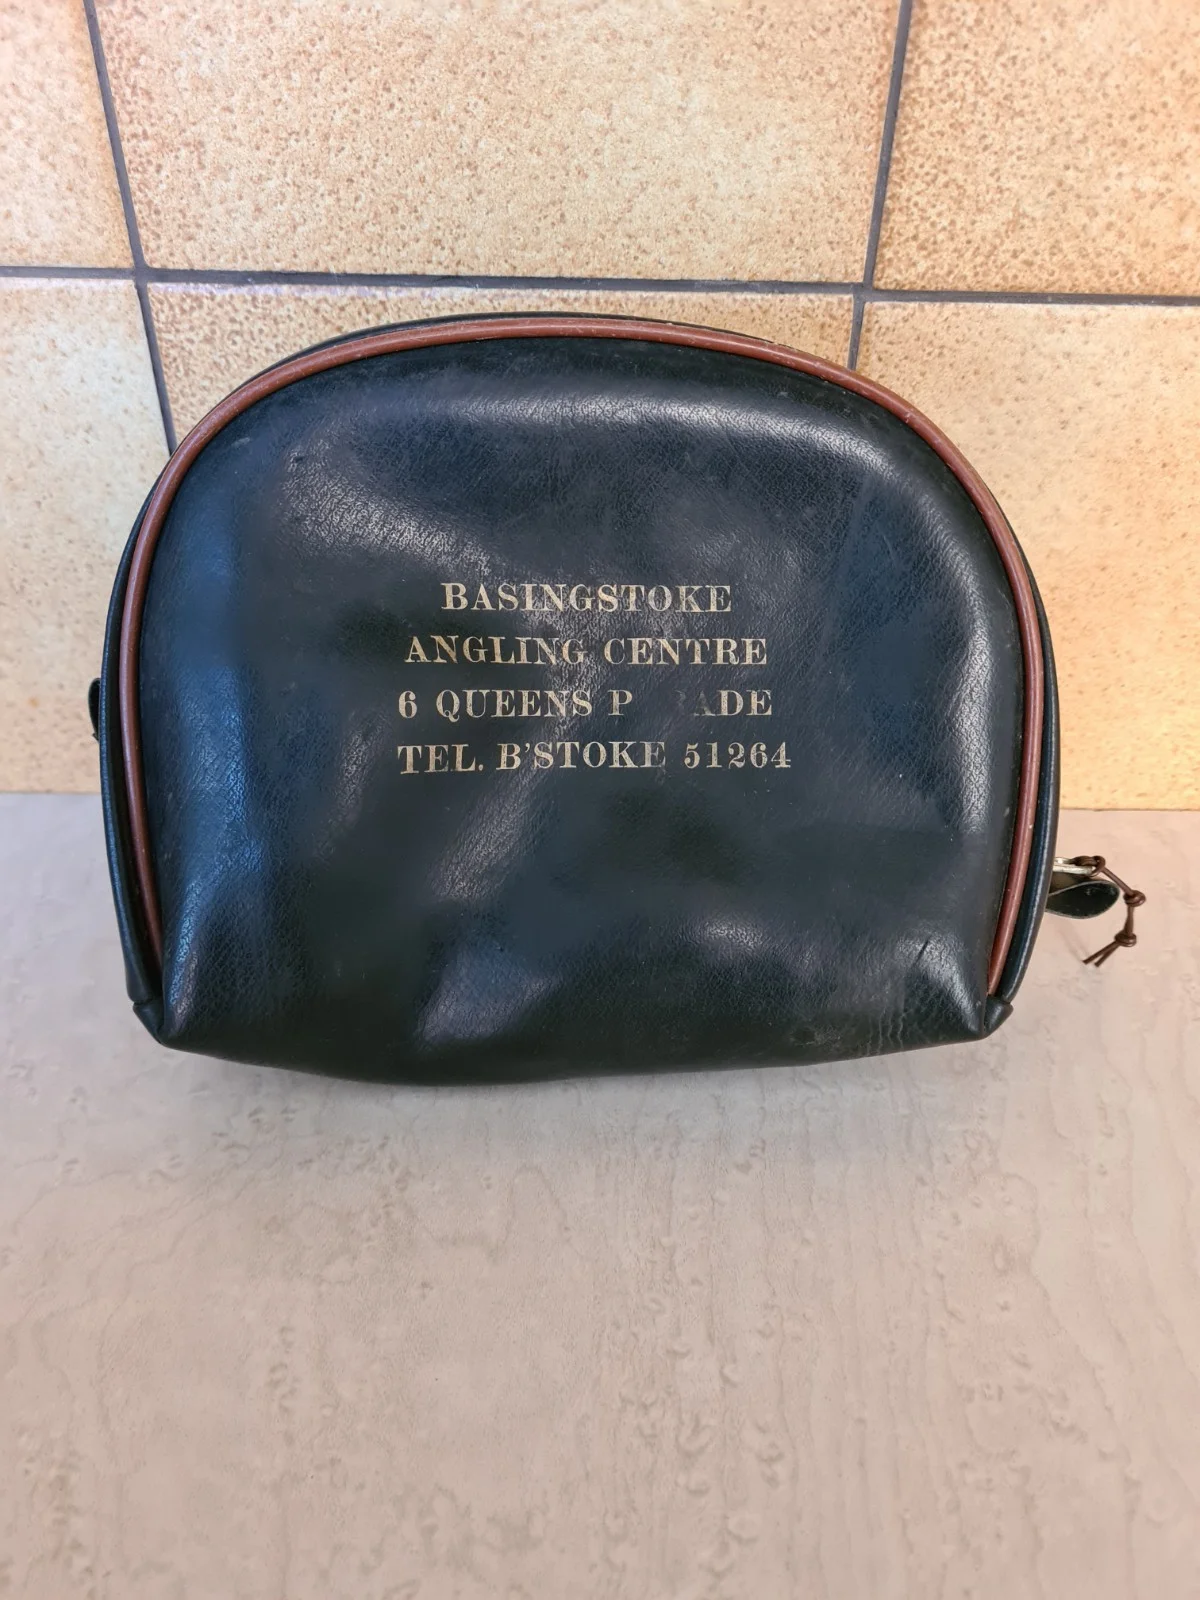 BASINGSTOKE
ANGLING CENTRE
6 QUEENS
TEL. B'STOKE 51264